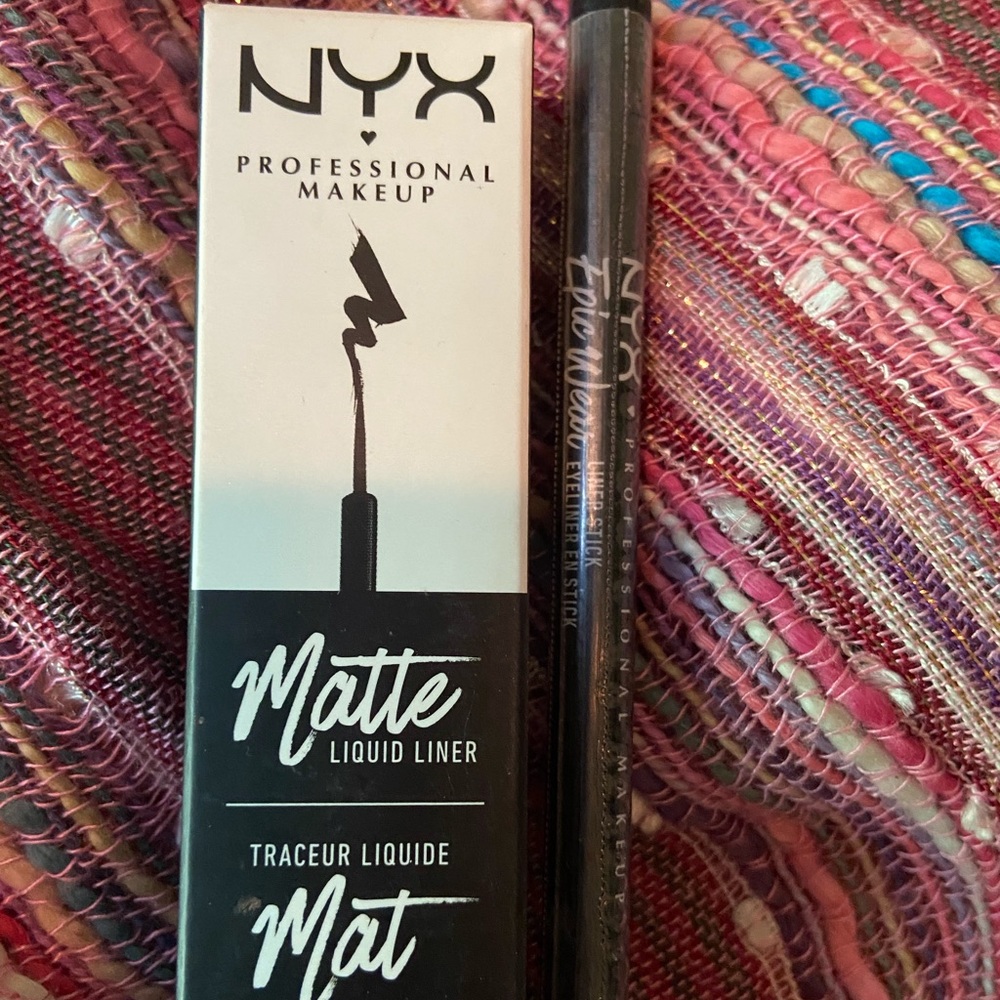 NYX
PROFESSIONAL
MAKEUP
Matte
LIQUID LINER
TRACEUR LIQUIDE
Mat
NYX PROFESSIONAL MAKEUP
Epic Wear
LINER STICK
EYELINER EN STICK